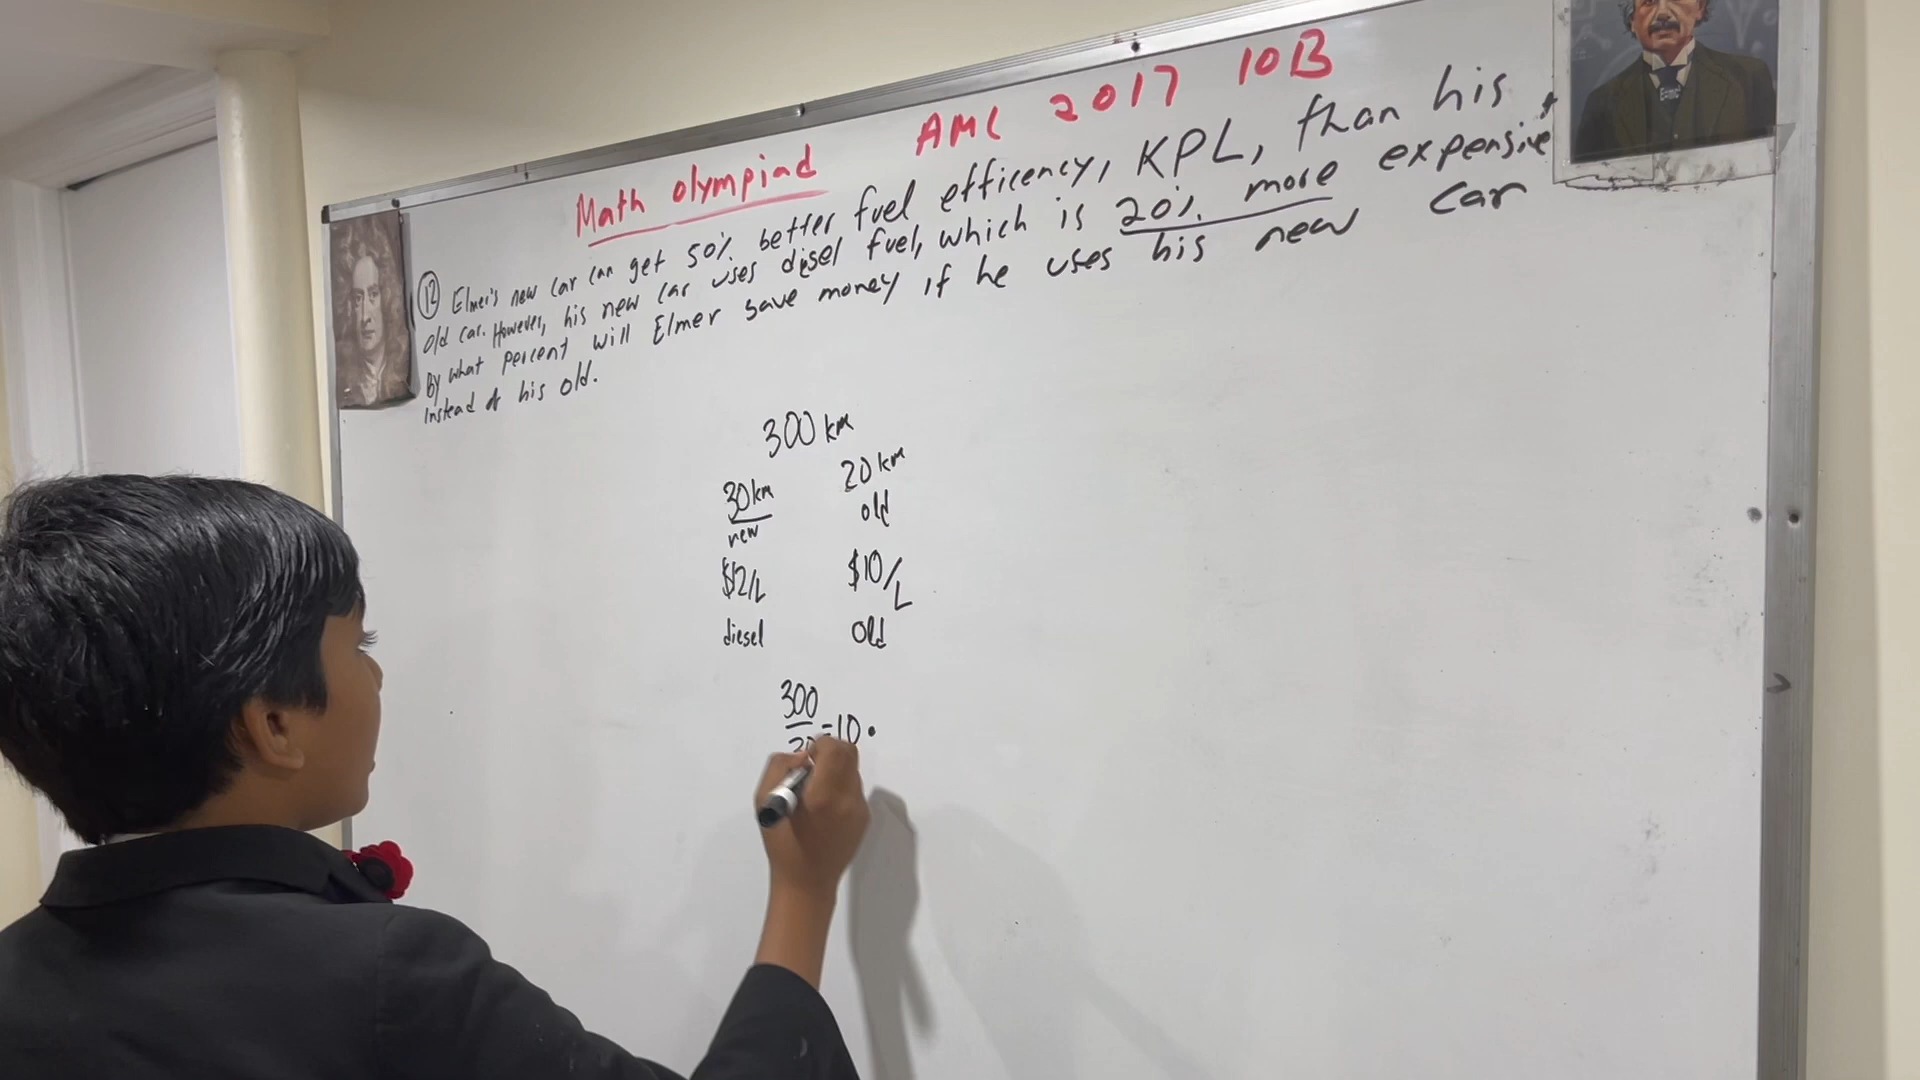 Math olympiad AMC 2017 10B
12 Elmer's new car can get 50% better fuel efficency, KPL, than his
old car. However, his new car uses diesel fuel, which is 20% more expensive
By what percent will Elmer save money if he uses his new car
instead of his old.
300 km
30 km 20 km
new old
$12/L $10/L
diesel old
300
=10 •